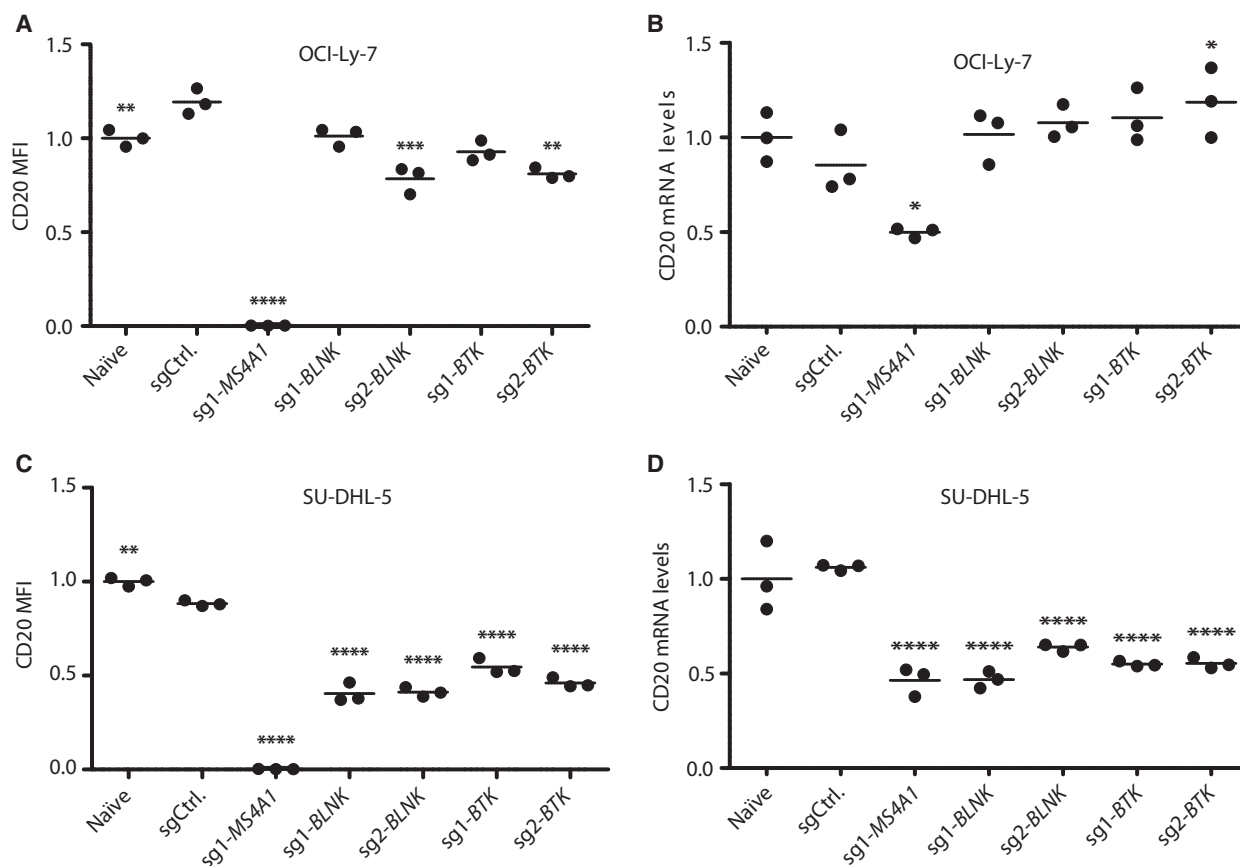 A
OCI-Ly-7
CD20 MFI
1.5
1.0
0.5
0.0
**
****
***
**
Naïve
sgCtrl.
sg1-MS4A1
sg1-BLNK
sg2-BLNK
sg1-BTK
sg2-BTK
B
OCI-Ly-7
CD20 mRNA levels
1.5
1.0
0.5
0.0
*
*
Naïve
sgCtrl.
sg1-MS4A1
sg1-BLNK
sg2-BLNK
sg1-BTK
sg2-BTK
C
SU-DHL-5
CD20 MFI
1.5
1.0
0.5
0.0
**
****
****
****
****
****
Naïve
sgCtrl.
sg1-MS4A1
sg1-BLNK
sg2-BLNK
sg1-BTK
sg2-BTK
D
SU-DHL-5
CD20 mRNA levels
1.5
1.0
0.5
0.0
****
****
****
****
****
Naïve
sgCtrl.
sg1-MS4A1
sg1-BLNK
sg2-BLNK
sg1-BTK
sg2-BTK